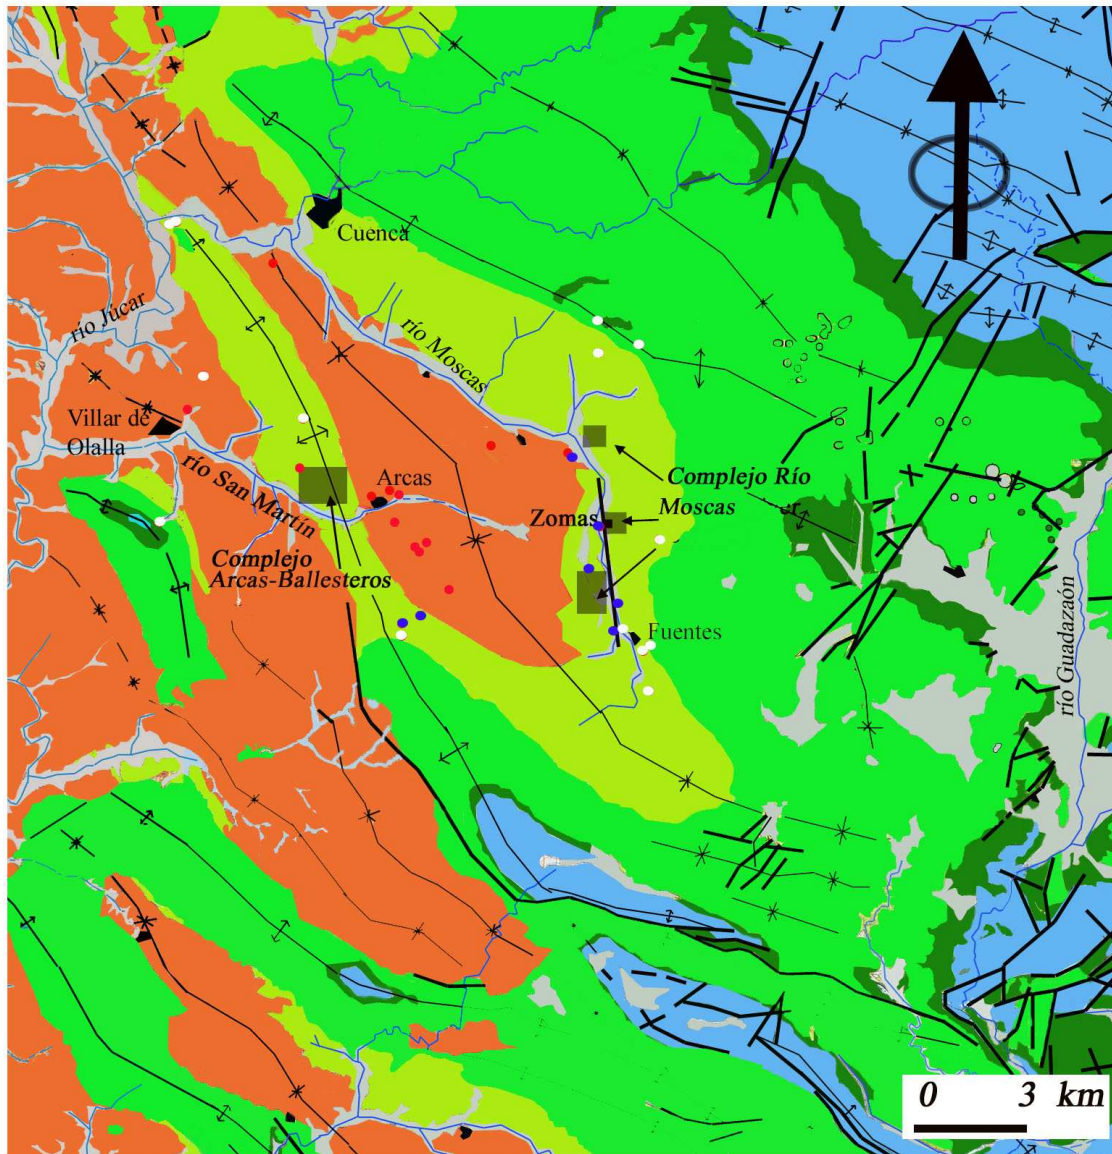 Cuenca
río Júcar
río Moscas
Villar de
Olalla
río San Martín
Arcas
Complejo Río
Moscas
Zomas
Complejo
Arcas-Ballesteros
Fuentes
río Guadazaón
0 3 km